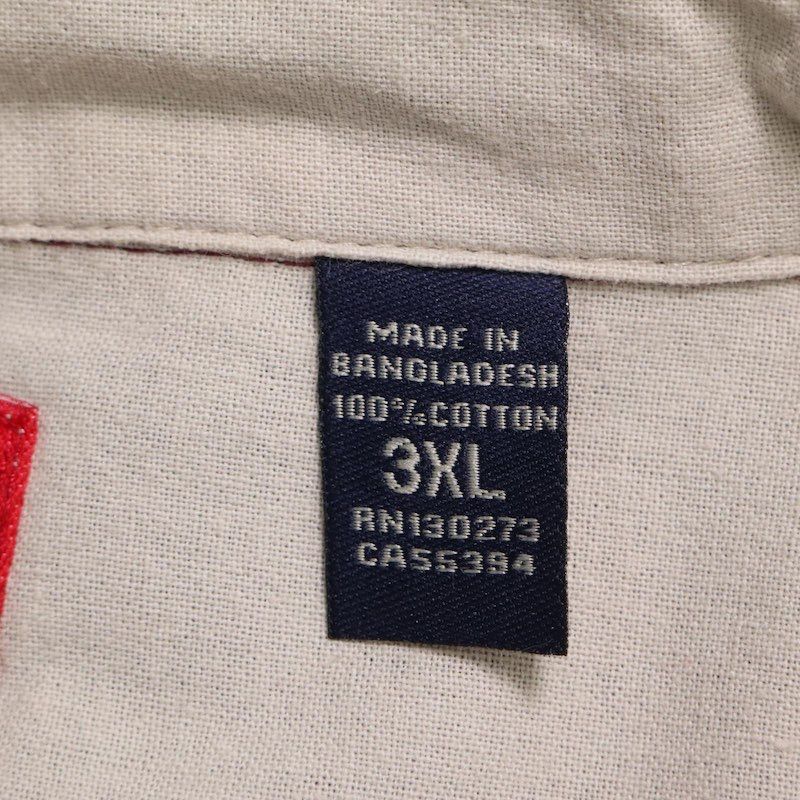 MADE IN
BANGLADESH
100% COTTON
3XL
RN130273
CA55394